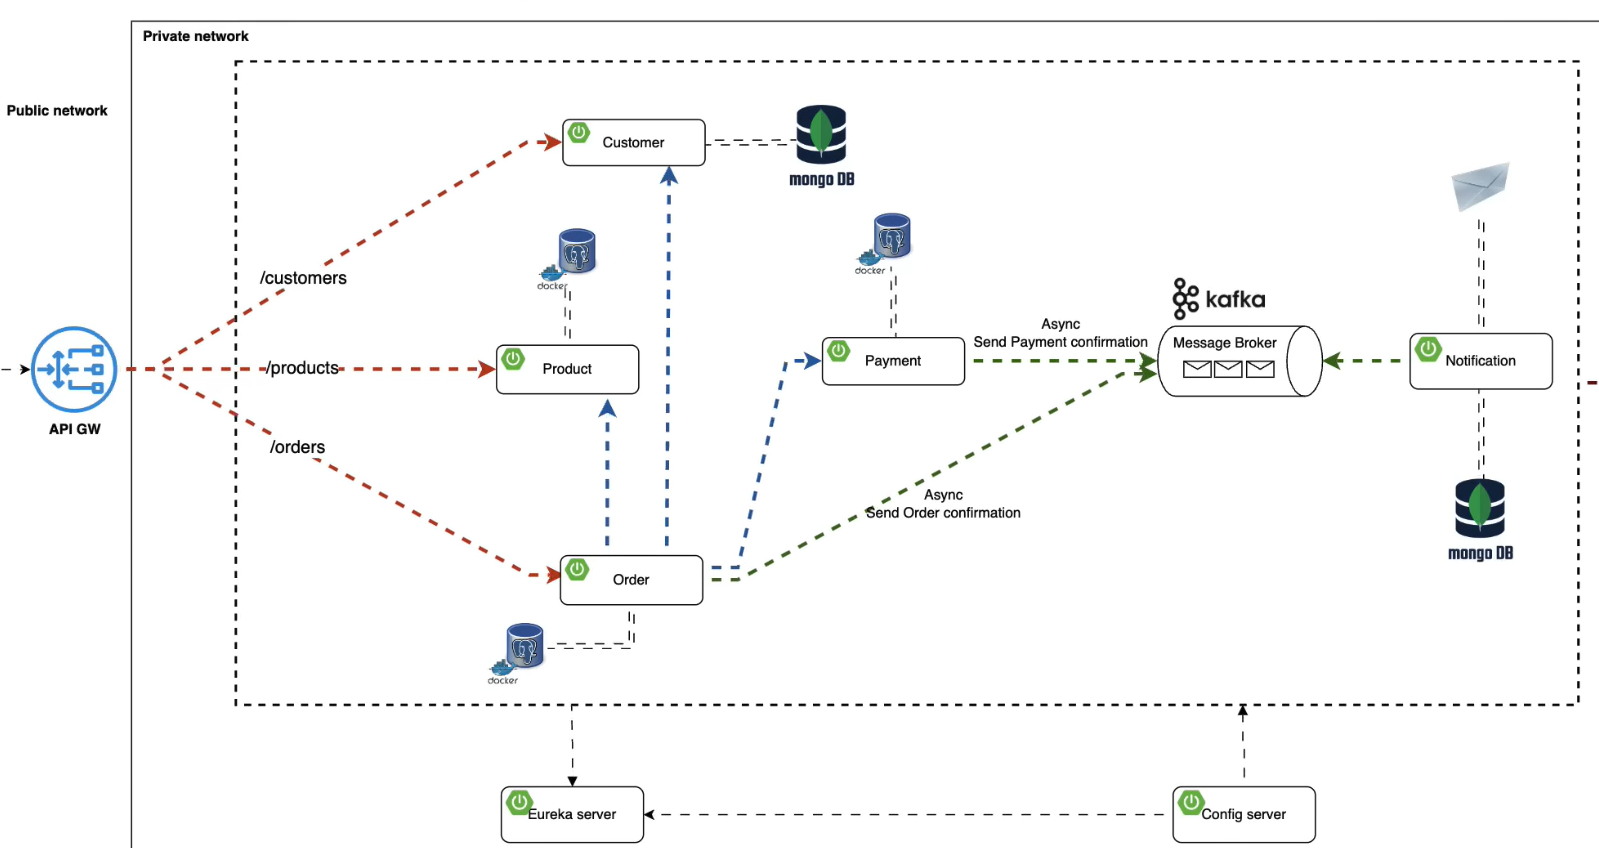 Private network
Public network
Customer
mongo DB
/customers
docker
docker
kafka
Async
Send Payment confirmation
Message Broker
/products
Product
Payment
Notification
API GW
/orders
Async
Send Order confirmation
mongo DB
Order
docker
Eureka server
Config server